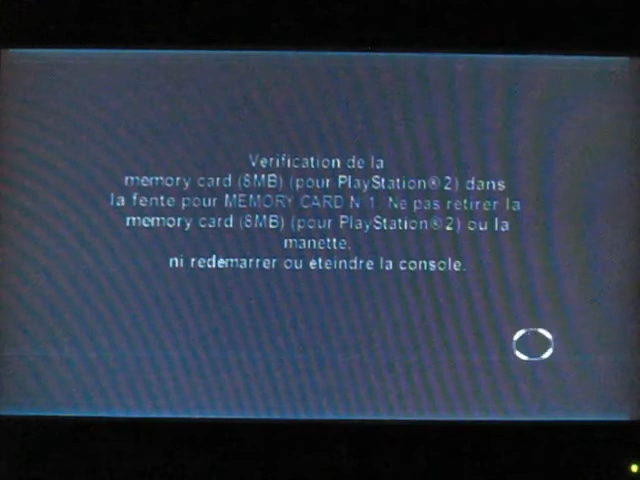 Verification de la
memory card (8MB) (pour PlayStation®2) dans
la fente pour MEMORY CARD N 1. Ne pas retirer la
memory card (8MB) (pour PlayStation®2) ou la
manette,
ni redemarrer ou eteindre la console.